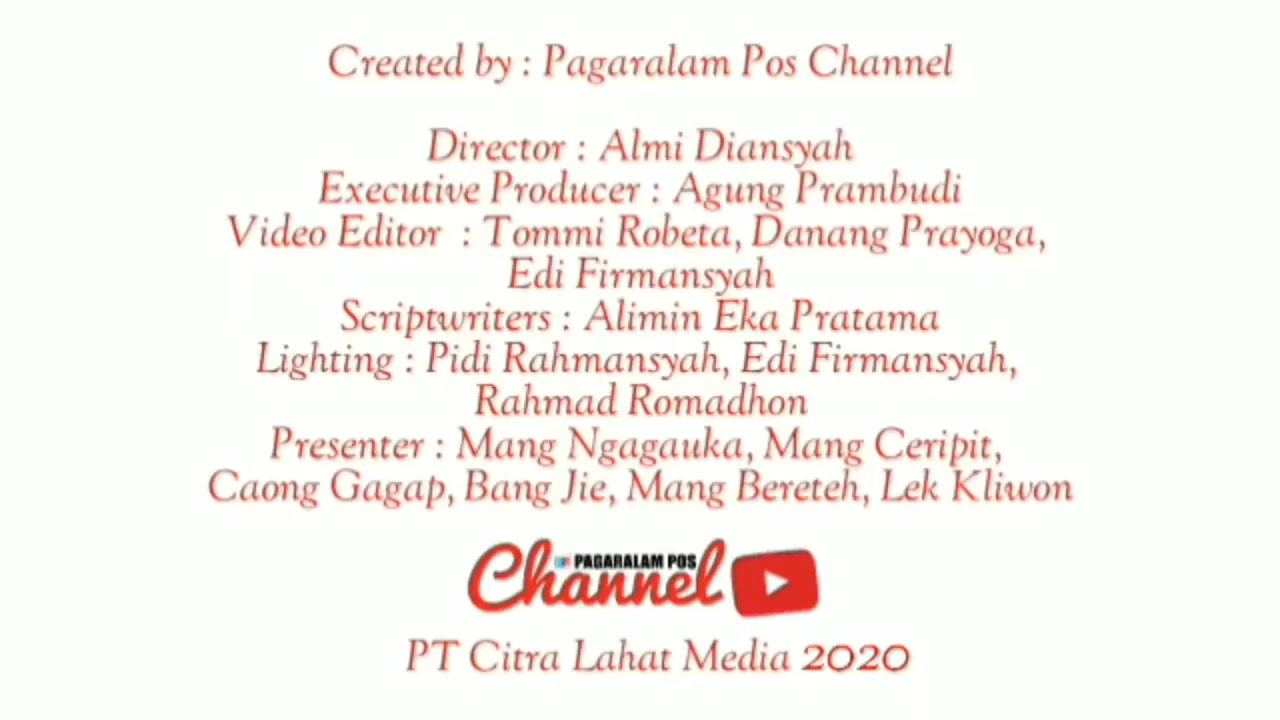 Created by : Pagaralam Pos Channel
Director : Almi Diansyah
Executive Producer : Agung Prambudi
Video Editor : Tommi Robeta, Danang Prayoga,
Edi Firmansyah
Scriptwriters : Alimin Eka Pratama
Lighting : Pidi Rahmansyah, Edi Firmansyah,
Rahmad Romadhon
Presenter : Mang Ngagauka, Mang Ceripit,
Caong Gagap, Bang Jie, Mang Bereteh, Lek Kliwon
PAGARALAM POS
Channel
PT Citra Lahat Media 2020